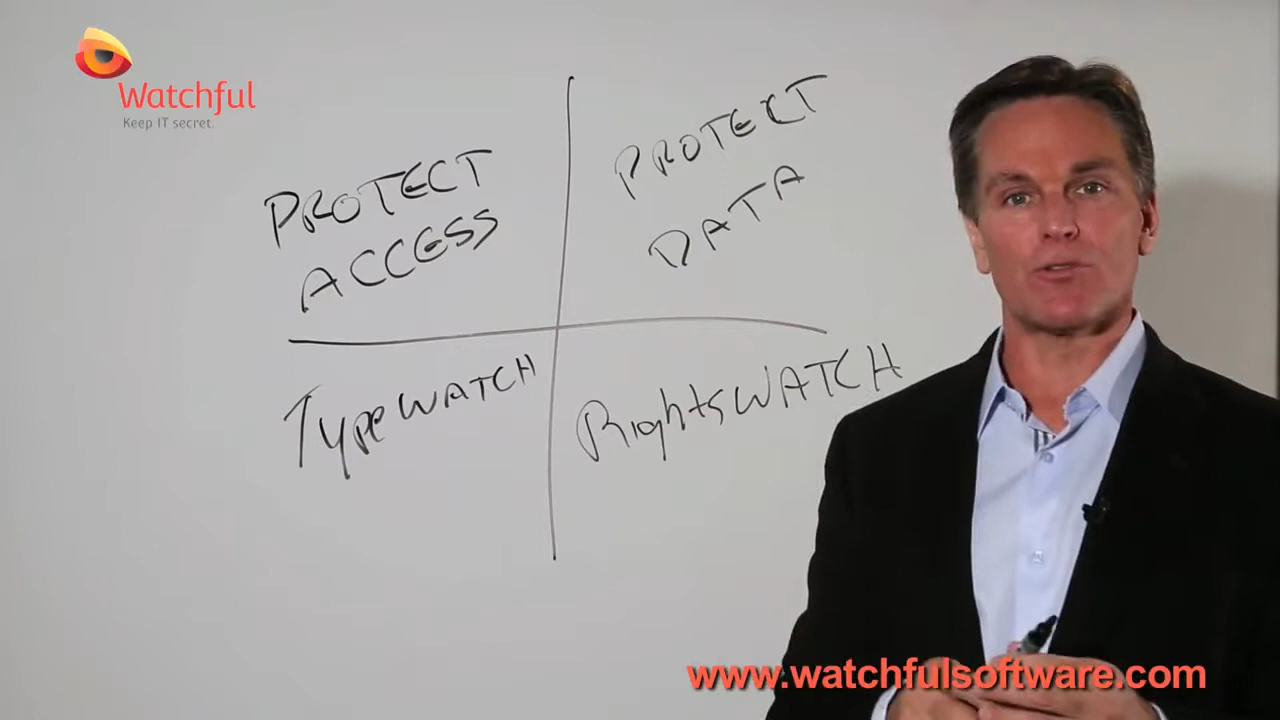 Watchful
Keep IT secret.
PROTECT
ACCESS
PROTECT
DATA
TypeWATCH
RightsWATCH
www.watchfulsoftware.com